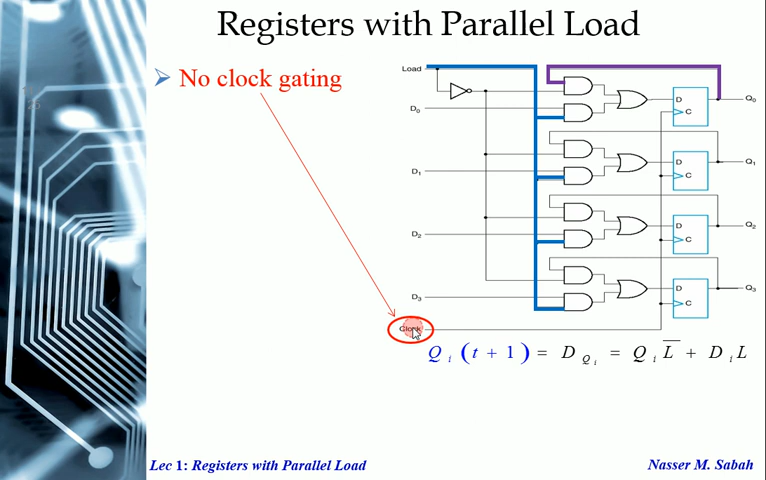 Registers with Parallel Load
➢ No clock gating
Load
D0
D1
D2
D3
Clock
D
C
Q0
D
C
Q1
D
C
Q2
D
C
Q3
Q i (t + 1) = D Q i = Q i L̅ + D i L
Lec 1: Registers with Parallel Load
Nasser M. Sabah